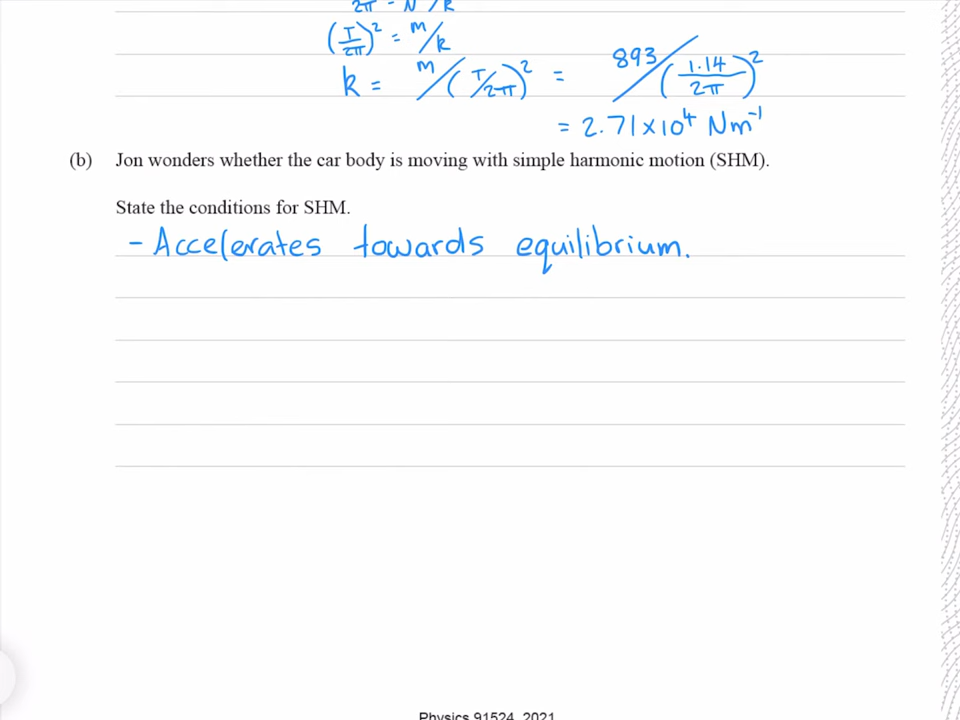 (T/2π)² = m/k
k = m/(T/2π)² = 893/(1.14/2π)²
= 2.71×10⁴ Nm⁻¹
(b) Jon wonders whether the car body is moving with simple harmonic motion (SHM).
State the conditions for SHM.
- Accelerates towards equilibrium.
Physics 91524, 2021